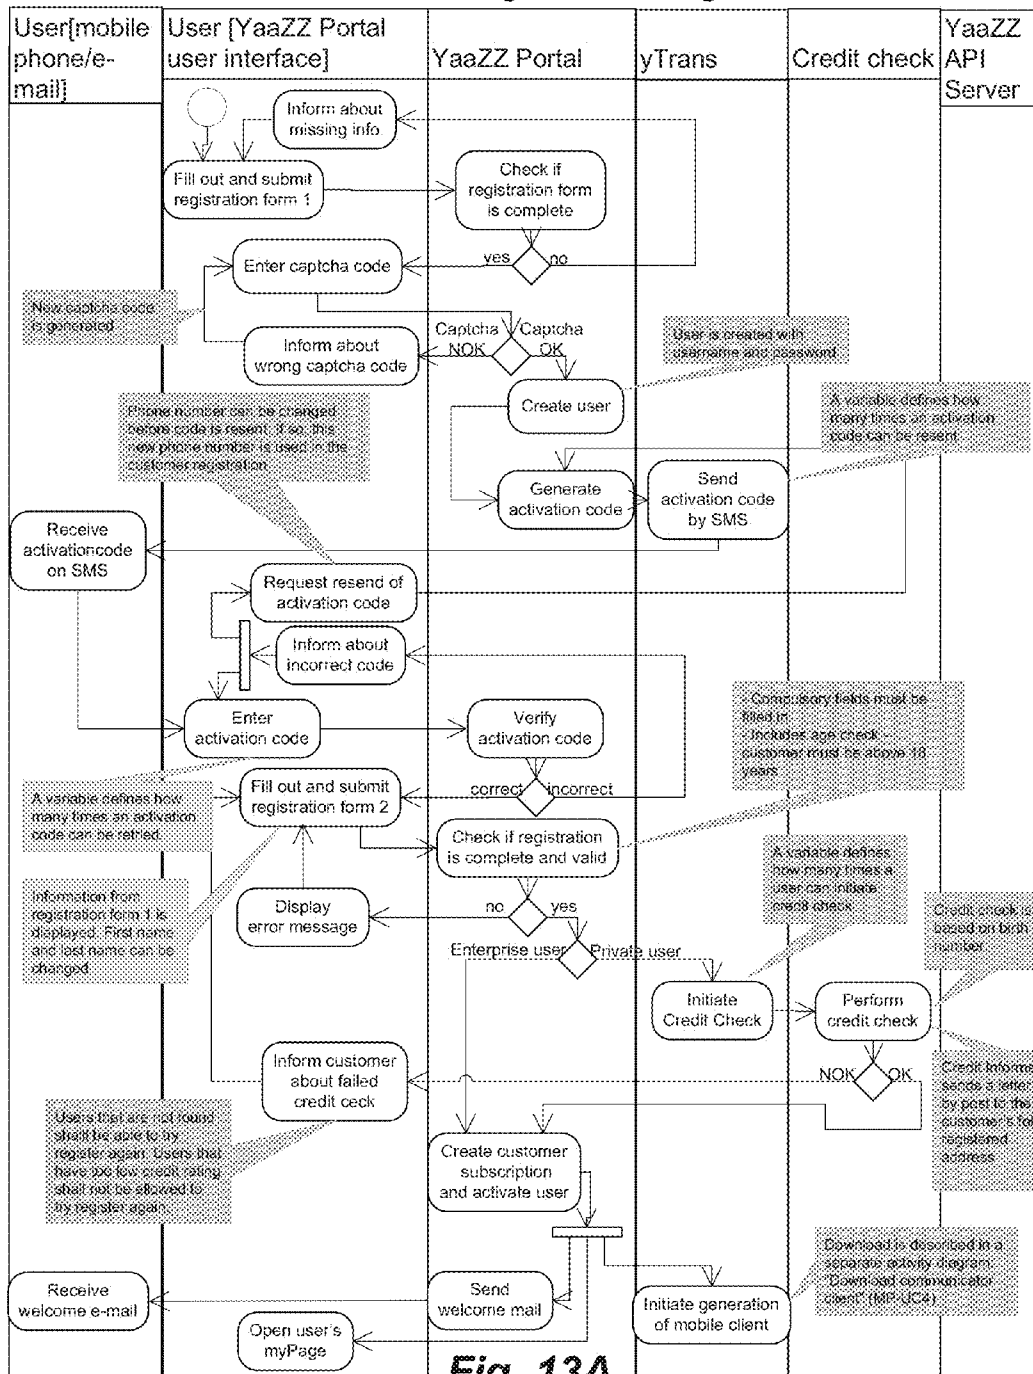 User[mobile
phone/e-
mail]
User [YaaZZ Portal
user interface]
YaaZZ Portal
yTrans
Credit check
YaaZZ
API
Server
Inform about
missing info.
Fill out and submit
registration form 1
Check if
registration form
is complete
yes
no
Enter captcha code
New captcha code
is generated
Captcha
NOK
Captcha
OK
Inform about
wrong captcha code
User is created with
username and password
Create user
Phone number can be changed
before code is resent, if so, this
new phone number is used in the
customer registration
A variable defines how
many times an activation
code can be resent
Generate
activation code
Send
activation code
by SMS
Receive
activationcode
on SMS
Request resend of
activation code
Inform about
incorrect code
Enter
activation code
Verify
activation code
- Compulsory fields must be
filled in
- Includes age check –
customer must be above 18
years
correct
incorrect
Fill out and submit
registration form 2
A variable defines how
many times an activation
code can be retried
Check if registration
is complete and valid
A variable defines
how many times a
user can initiate
credit check
Information from
registration form 1 is
displayed. First name
and last name can be
changed
Display
error message
no
yes
Credit check is
based on birth
number
Enterprise user
Private user
Initiate
Credit Check
Perform
credit check
Inform customer
about failed
credit ceck
NOK
OK
Credit Informa
sends a letter
by post to the
customer's fol
registered
address
Users that are not found
shall be able to try
register again. Users that
have too low credit rating
shall not be allowed to
try register again.
Create customer
subscription
and activate user
Download is described in a
separate activity diagram:
"Download communicator
client" (MP-UC4)
Receive
welcome e-mail
Send
welcome mail
Initiate generation
of mobile client
Open user's
myPage
Fig. 13A